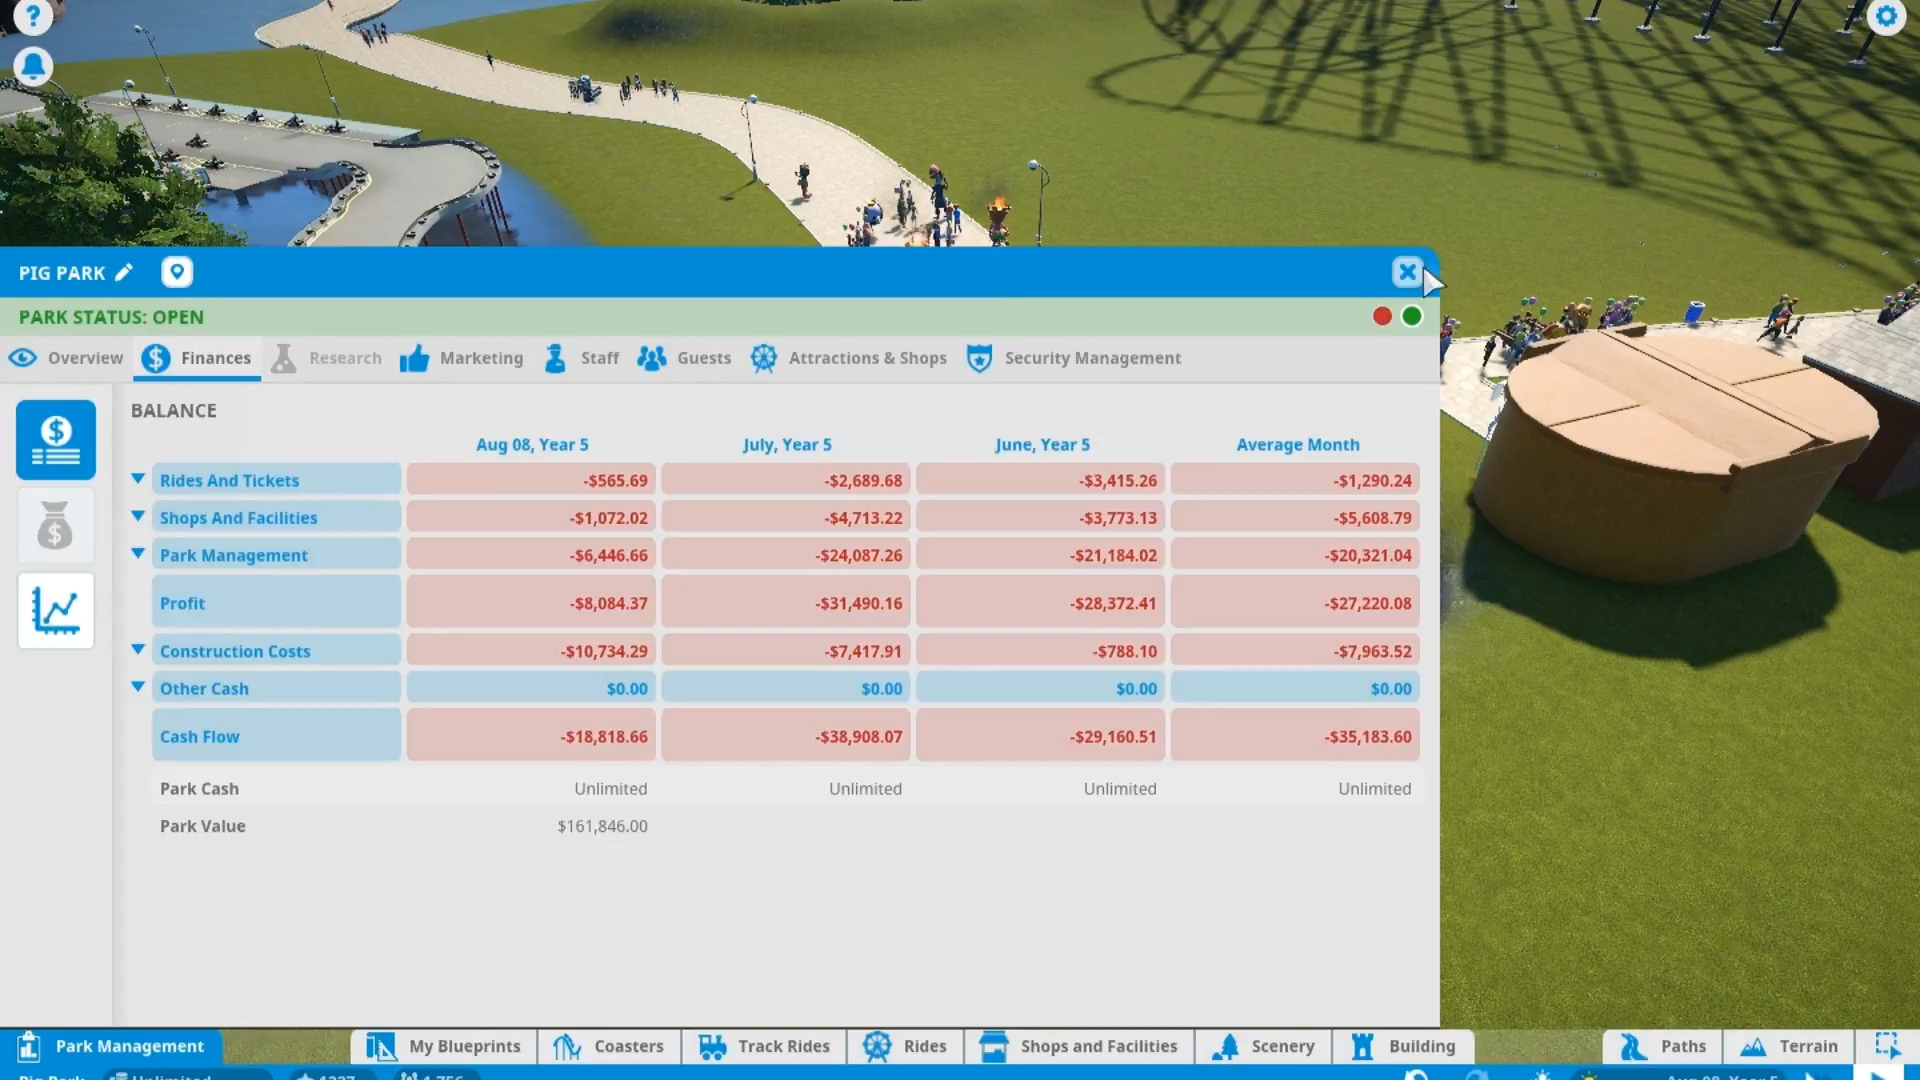 ?
PIG PARK
PARK STATUS: OPEN
Overview Finances Research Marketing Staff Guests Attractions & Shops Security Management
BALANCE
Aug 08, Year 5 July, Year 5 June, Year 5 Average Month
Rides And Tickets -$565.69 -$2,689.68 -$3,415.26 -$1,290.24
Shops And Facilities -$1,072.02 -$4,713.22 -$3,773.13 -$5,608.79
Park Management -$6,446.66 -$24,087.26 -$21,184.02 -$20,321.04
Profit -$8,084.37 -$31,490.16 -$28,372.41 -$27,220.08
Construction Costs -$10,734.29 -$7,417.91 -$788.10 -$7,963.52
Other Cash $0.00 $0.00 $0.00 $0.00
Cash Flow -$18,818.66 -$38,908.07 -$29,160.51 -$35,183.60
Park Cash Unlimited Unlimited Unlimited Unlimited
Park Value $161,846.00
Park Management My Blueprints Coasters Track Rides Rides Shops and Facilities Scenery Building Paths Terrain
Pig Park Unlimited Aug 08, Year 5